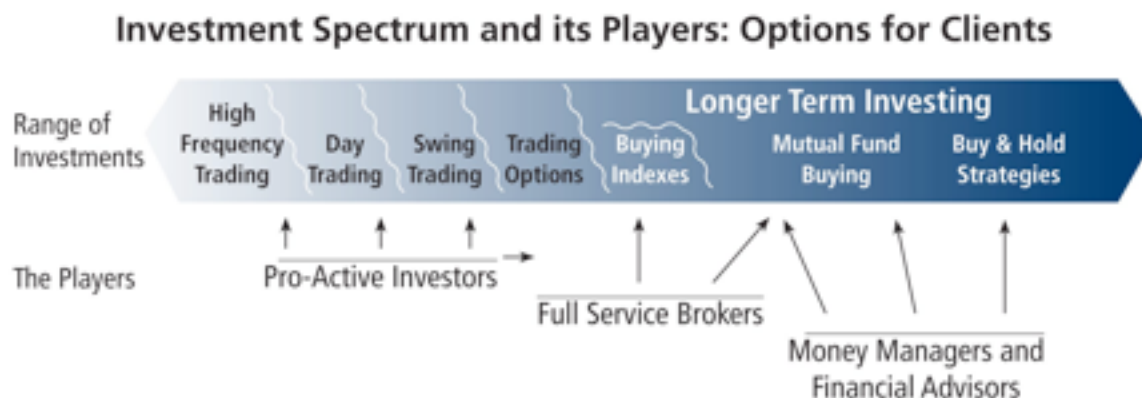 Investment Spectrum and its Players: Options for Clients
Range of
Investments
High
Frequency
Trading
Day
Trading
Swing
Trading
Trading
Options
Longer Term Investing
Buying
Indexes
Mutual Fund
Buying
Buy & Hold
Strategies
The Players
Pro-Active Investors
Full Service Brokers
Money Managers and
Financial Advisors